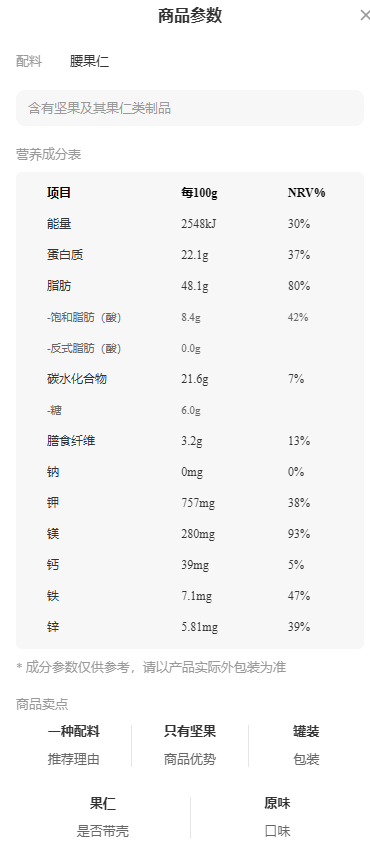 商品参数
配料 腰果仁
含有坚果及其果仁类制品
营养成分表
项目 每100g NRV%
能量 2548kJ 30%
蛋白质 22.1g 37%
脂肪 48.1g 80%
-饱和脂肪（酸） 8.4g 42%
-反式脂肪（酸） 0.0g
碳水化合物 21.6g 7%
-糖 6.0g
膳食纤维 3.2g 13%
钠 0mg 0%
钾 757mg 38%
镁 280mg 93%
钙 39mg 5%
铁 7.1mg 47%
锌 5.81mg 39%
* 成分参数仅供参考，请以产品实际外包装为准
商品卖点
一种配料 只有坚果 罐装
推荐理由 商品优势 包装
果仁 原味
是否带壳 口味